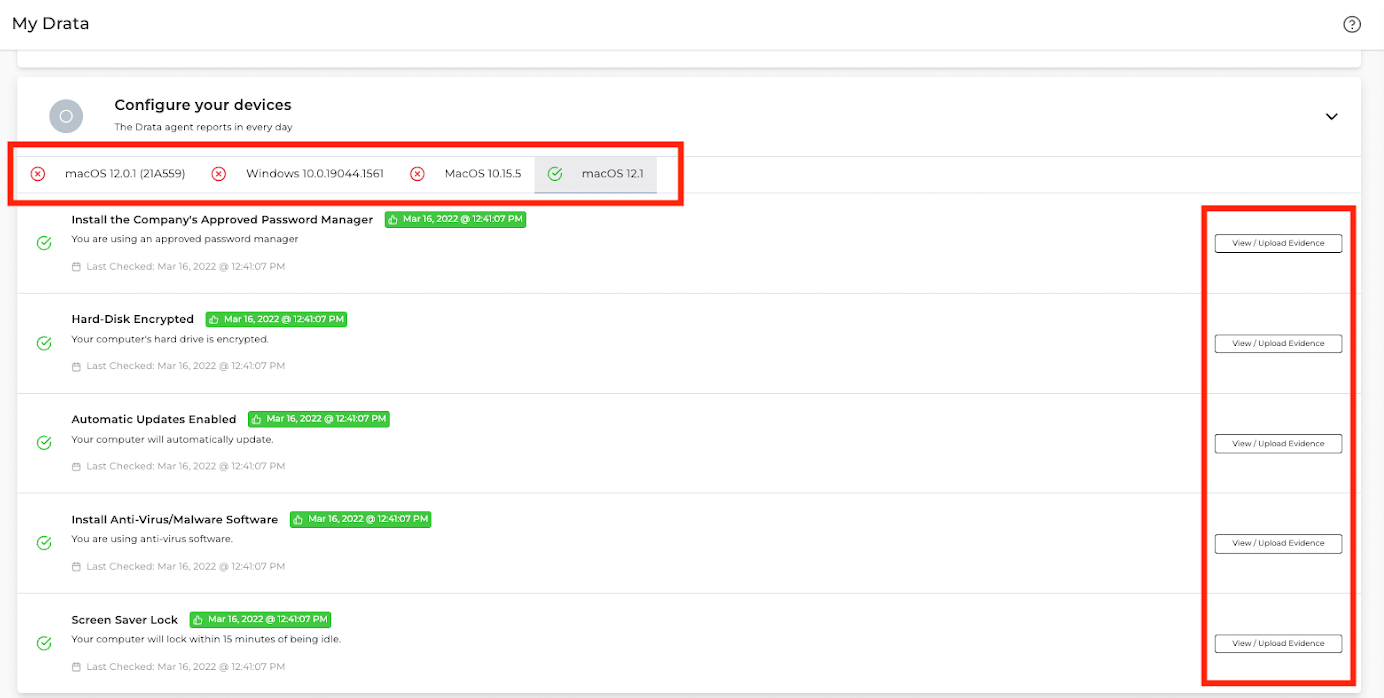 My Drata
Configure your devices
The Drata agent reports in every day
macOS 12.0.1 (21A559) Windows 10.0.19044.1561 MacOS 10.15.5 macOS 12.1
Install the Company's Approved Password Manager Mar 16, 2022 @ 12:41:07 PM
You are using an approved password manager
View / Upload Evidence
Last Checked: Mar 16, 2022 @ 12:41:07 PM
Hard-Disk Encrypted Mar 16, 2022 @ 12:41:07 PM
Your computer's hard drive is encrypted.
View / Upload Evidence
Last Checked: Mar 16, 2022 @ 12:41:07 PM
Automatic Updates Enabled Mar 16, 2022 @ 12:41:07 PM
Your computer will automatically update.
View / Upload Evidence
Last Checked: Mar 16, 2022 @ 12:41:07 PM
Install Anti-Virus/Malware Software Mar 16, 2022 @ 12:41:07 PM
You are using anti-virus software.
View / Upload Evidence
Last Checked: Mar 16, 2022 @ 12:41:07 PM
Screen Saver Lock Mar 16, 2022 @ 12:41:07 PM
Your computer will lock within 15 minutes of being idle.
View / Upload Evidence
Last Checked: Mar 16, 2022 @ 12:41:07 PM